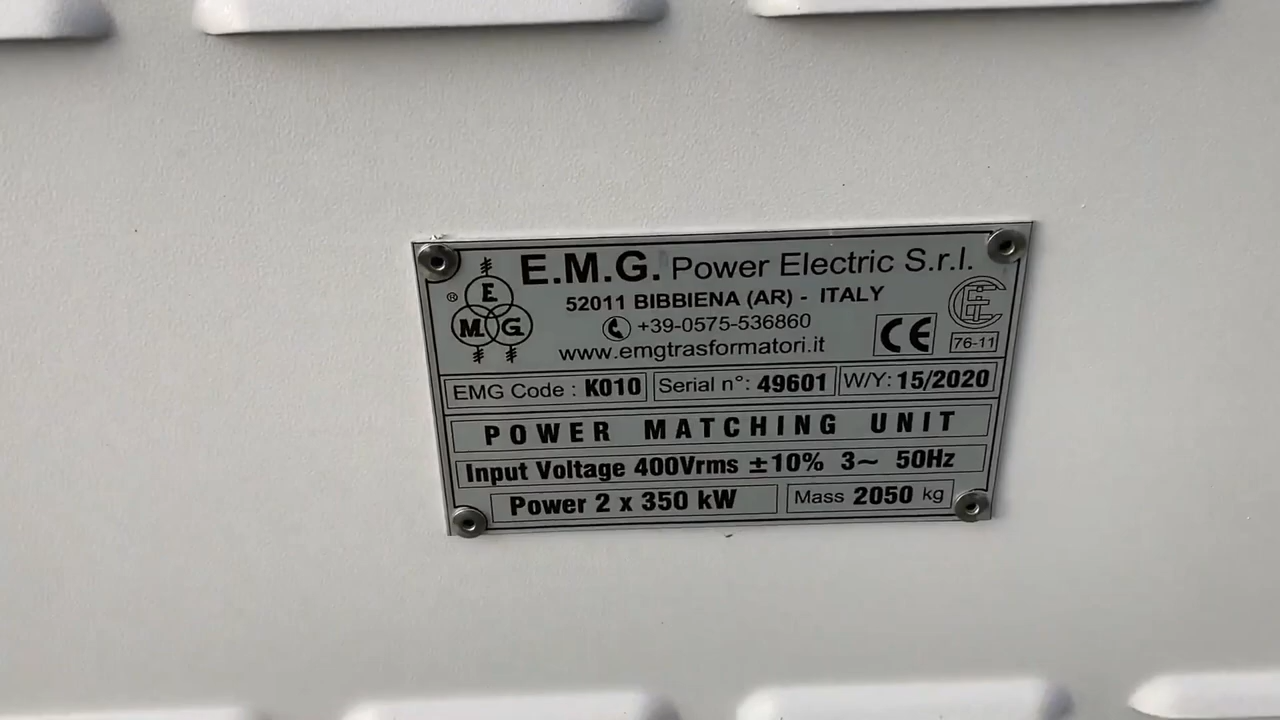 E.M.G. Power Electric S.r.l.
52011 BIBBIENA (AR) - ITALY
+39-0575-536860
www.emgtrasformatori.it
® E
M G
CE
CEI
76-11
EMG Code : K010 Serial n°: 49601 W/Y: 15/2020
POWER MATCHING UNIT
Input Voltage 400Vrms ±10% 3~ 50Hz
Power 2 x 350 kW Mass 2050 kg